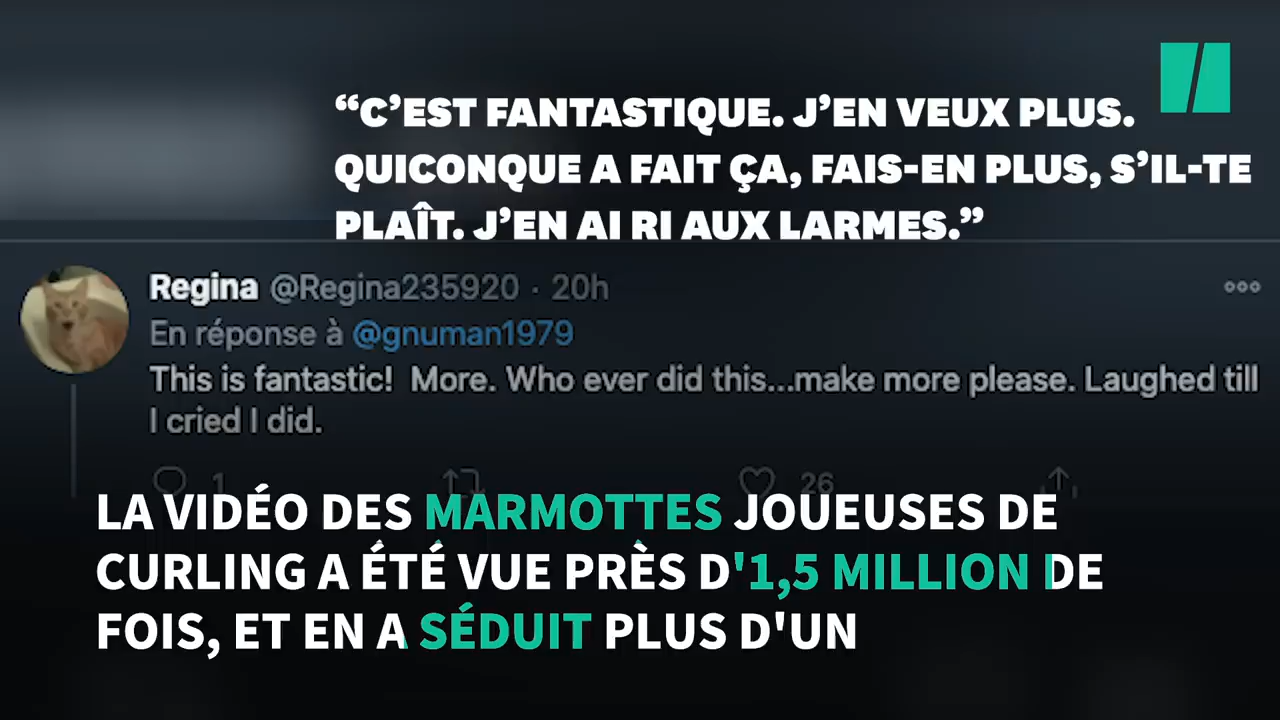 “C’EST FANTASTIQUE. J’EN VEUX PLUS.
QUICONQUE A FAIT ÇA, FAIS-EN PLUS, S’IL-TE
PLAÎT. J’EN AI RI AUX LARMES.”
Regina @Regina235920 · 20h
En réponse à @gnuman1979
This is fantastic!  More. Who ever did this...make more please. Laughed till
I cried I did.
1 26
LA VIDÉO DES MARMOTTES JOUEUSES DE
CURLING A ÉTÉ VUE PRÈS D'1,5 MILLION DE
FOIS, ET EN A SÉDUIT PLUS D'UN